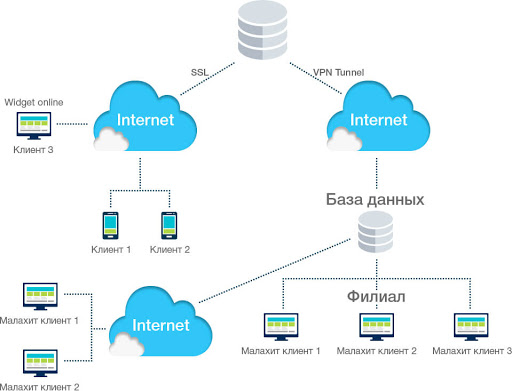 SSL
VPN Tunnel
Widget online
Internet
Internet
Клиент 3
База данных
Клиент 1
Клиент 2
Филиал
Малахит клиент 1
Internet
Малахит клиент 1
Малахит клиент 2
Малахит клиент 3
Малахит клиент 2